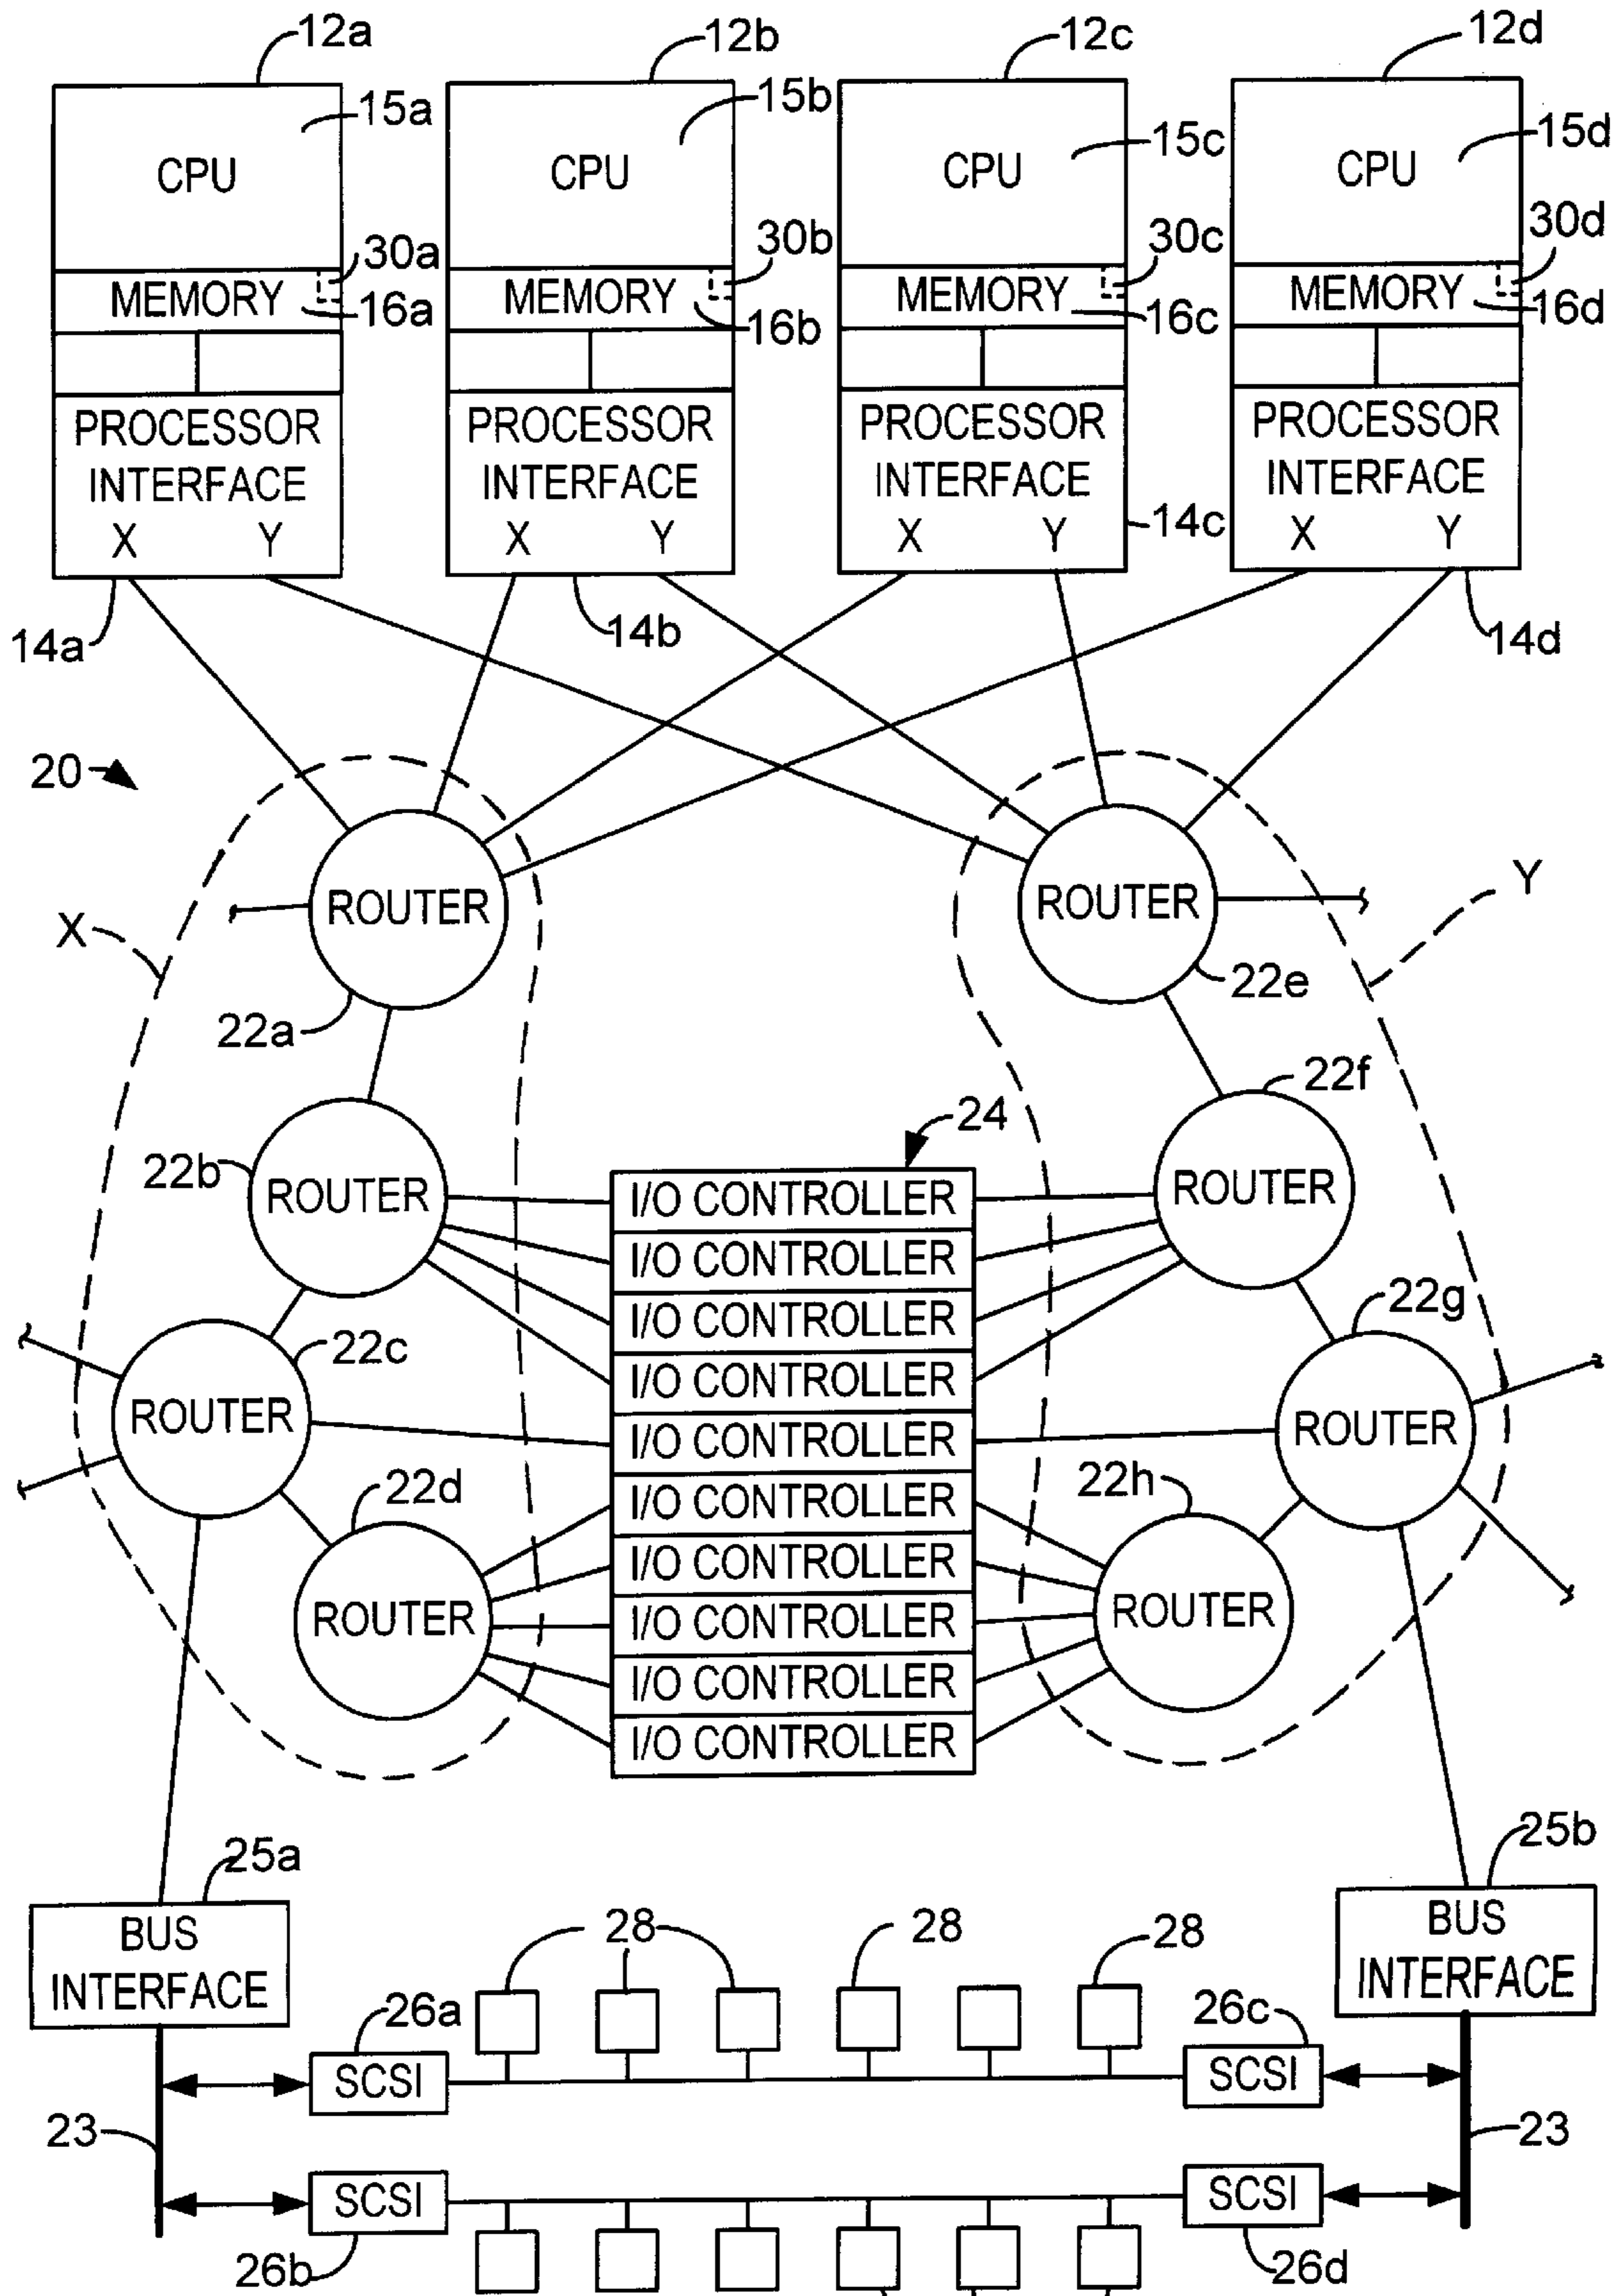 12a 12b 12c 12d
15a 15b 15c 15d
CPU CPU CPU CPU
30a 30b 30c 30d
MEMORY MEMORY MEMORY MEMORY
16a 16b 16c 16d
PROCESSOR INTERFACE
X Y
PROCESSOR INTERFACE
X Y
PROCESSOR INTERFACE
X Y
PROCESSOR INTERFACE
X Y
14a 14b 14c 14d
20
ROUTER ROUTER
X Y
22a 22e
22f
24
22b
ROUTER ROUTER
I/O CONTROLLER
I/O CONTROLLER
I/O CONTROLLER
I/O CONTROLLER
I/O CONTROLLER
I/O CONTROLLER
I/O CONTROLLER
I/O CONTROLLER
I/O CONTROLLER
I/O CONTROLLER
22c 22g
ROUTER ROUTER
22d 22h
ROUTER ROUTER
25a 25b
BUS INTERFACE
BUS INTERFACE
28 28 28
26a 26c
SCSI SCSI
23 23
SCSI SCSI
26b 26d